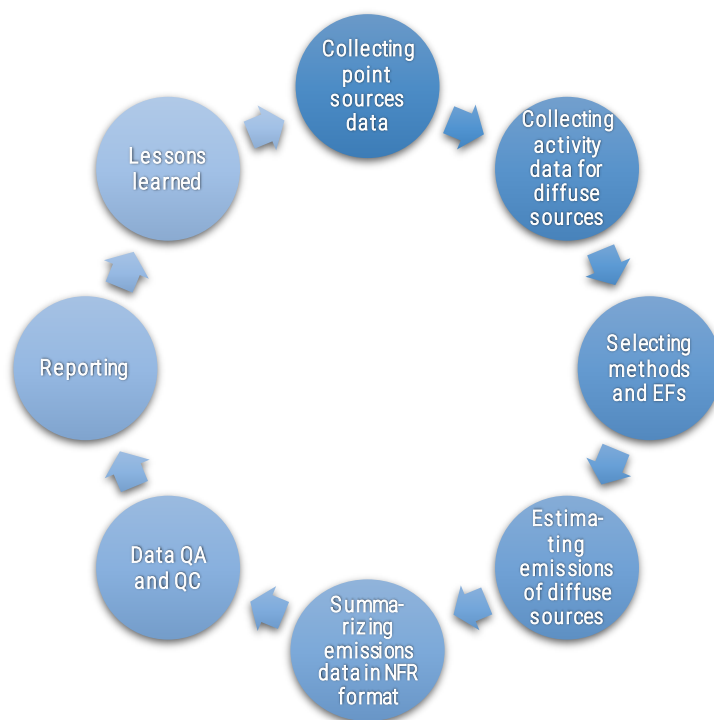 Collecting
point
sources
data
Collecting
activity
data for
diffuse
sources
Selecting
methods
and EFs
Estima-
ting
emissions
of diffuse
sources
Summa-
rizing
emissions
data in NFR
format
Data QA
and QC
Reporting
Lessons
learned